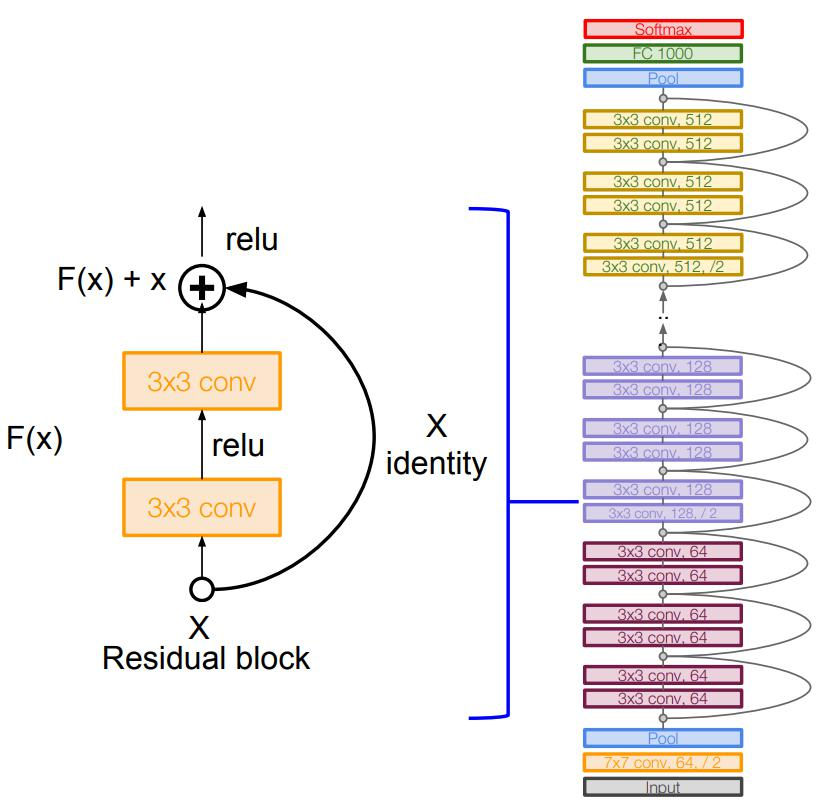 relu
F(x) + x
3x3 conv
F(x)
relu
X
identity
3x3 conv
X
Residual block
Softmax
FC 1000
Pool
3x3 conv, 512
3x3 conv, 512
3x3 conv, 512
3x3 conv, 512
3x3 conv, 512
3x3 conv, 512, /2
..
3x3 conv, 128
3x3 conv, 128
3x3 conv, 128
3x3 conv, 128
3x3 conv, 128
3x3 conv, 128, / 2
3x3 conv, 64
3x3 conv, 64
3x3 conv, 64
3x3 conv, 64
3x3 conv, 64
3x3 conv, 64
Pool
7x7 conv, 64, / 2
Input